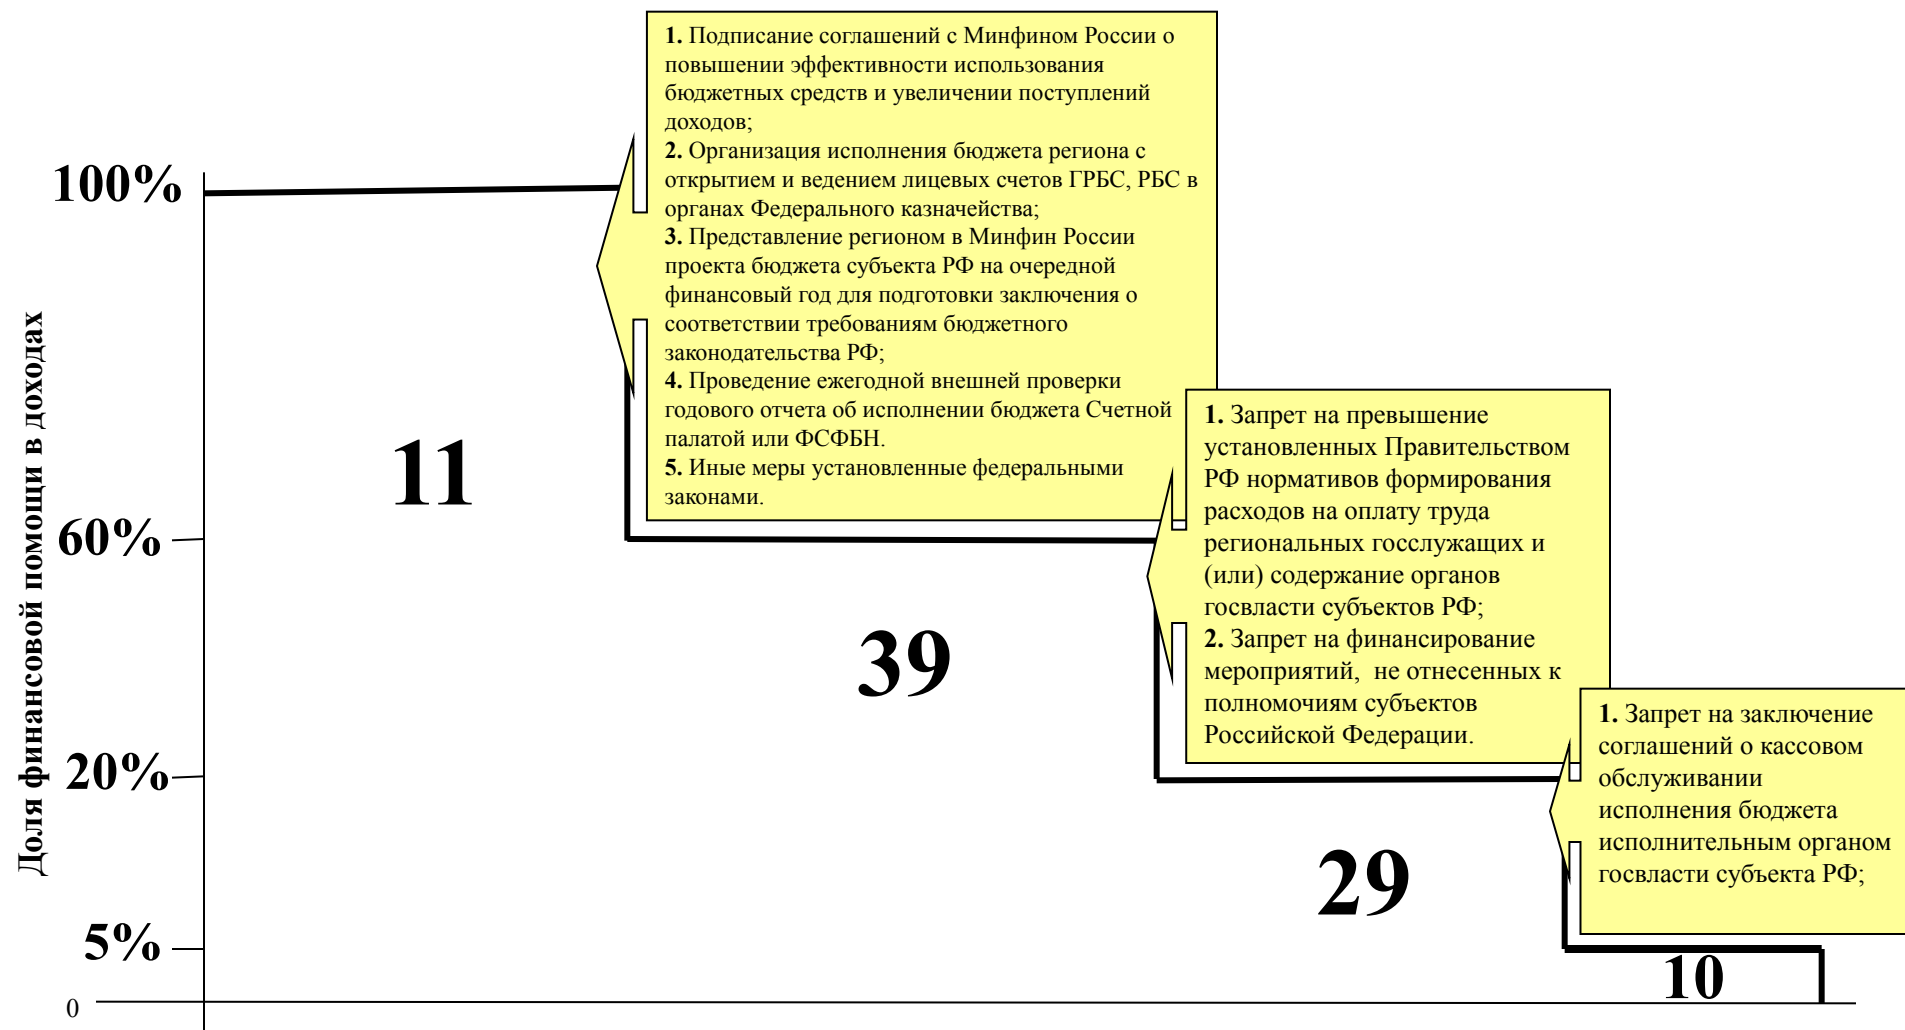 1. Подписание соглашений с Минфином России о
повышении эффективности использования
бюджетных средств и увеличении поступлений
доходов;
2. Организация исполнения бюджета региона с
открытием и ведением лицевых счетов ГРБС, РБС в
органах Федерального казначейства;
3. Представление регионом в Минфин России
проекта бюджета субъекта РФ на очередной
финансовый год для подготовки заключения о
соответствии требованиям бюджетного
законодательства РФ;
4. Проведение ежегодной внешней проверки
годового отчета об исполнении бюджета Счетной
палатой или ФСФБН.
5. Иные меры установленные федеральными
законами.
1. Запрет на превышение
установленных Правительством
РФ нормативов формирования
расходов на оплату труда
региональных госслужащих и
(или) содержание органов
госвласти субъектов РФ;
2. Запрет на финансирование
мероприятий,  не отнесенных к
полномочиям субъектов
Российской Федерации.
1. Запрет на заключение
соглашений о кассовом
обслуживании
исполнения бюджета
исполнительным органом
госвласти субъекта РФ;
Доля финансовой помощи в доходах
100%
60%
20%
5%
0
11
39
29
10